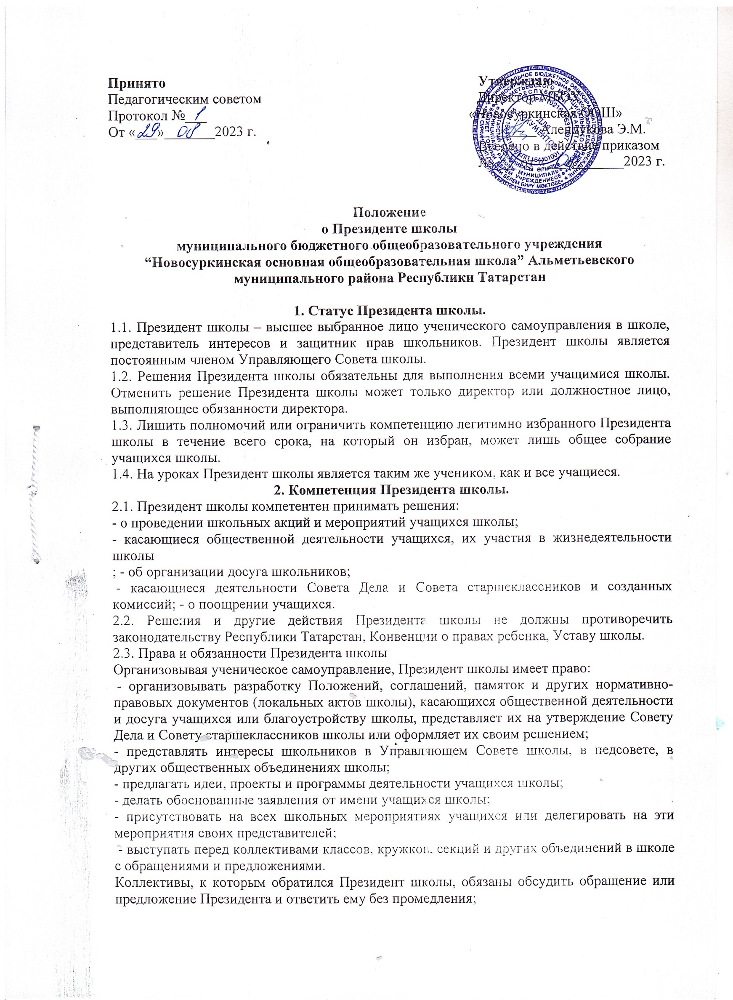 Принято
Педагогическим советом
Протокол № 1
От «29» 08 2023 г.
Утверждаю
Директор МБОУ
«Новосуркинская ООШ»
Алендукова Э.М.
Введено в действие приказом
№ от « 2023 г.
ДЛЯ
ДОКУМЕНТОВ
Положение
о Президенте школы
муниципального бюджетного общеобразовательного учреждения
“Новосуркинская основная общеобразовательная школа” Альметьевского
муниципального района Республики Татарстан
1. Статус Президента школы.
1.1. Президент школы – высшее выбранное лицо ученического самоуправления в школе,
представитель интересов и защитник прав школьников. Президент школы является
постоянным членом Управляющего Совета школы.
1.2. Решения Президента школы обязательны для выполнения всеми учащимися школы.
Отменить решение Президента школы может только директор или должностное лицо,
выполняющее обязанности директора.
1.3. Лишить полномочий или ограничить компетенцию легитимно избранного Президента
школы в течение всего срока, на который он избран, может лишь общее собрание
учащихся школы.
1.4. На уроках Президент школы является таким же учеником, как и все учащиеся.
2. Компетенция Президента школы.
2.1. Президент школы компетентен принимать решения:
- о проведении школьных акций и мероприятий учащихся школы;
- касающиеся общественной деятельности учащихся, их участия в жизнедеятельности
школы
; - об организации досуга школьников;
- касающиеся деятельности Совета Дела и Совета старшеклассников и созданных
комиссий; - о поощрении учащихся.
2.2. Решения и другие действия Президента школы не должны противоречить
законодательству Республики Татарстан, Конвенции о правах ребенка, Уставу школы.
2.3. Права и обязанности Президента школы
Организовывая ученическое самоуправление, Президент школы имеет право:
- организовывать разработку Положений, соглашений, памяток и других нормативно-
правовых документов (локальных актов школы), касающихся общественной деятельности
и досуга учащихся или благоустройству школы, представляет их на утверждение Совету
Дела и Совету старшеклассников школы или оформляет их своим решением;
- представлять интересы школьников в Управляющем Совете школы, в педсовете, в
других общественных объединениях школы;
- предлагать идеи, проекты и программы деятельности учащихся школы;
- делать обоснованные заявления от имени учащихся школы;
- присутствовать на всех школьных мероприятиях учащихся или делегировать на эти
мероприятия своих представителей;
- выступать перед коллективами классов, кружков, секций и других объединений в школе
с обращениями и предложениями.
Коллективы, к которым обратился Президент школы, обязаны обсудить обращение или
предложение Президента и ответить ему без промедления;